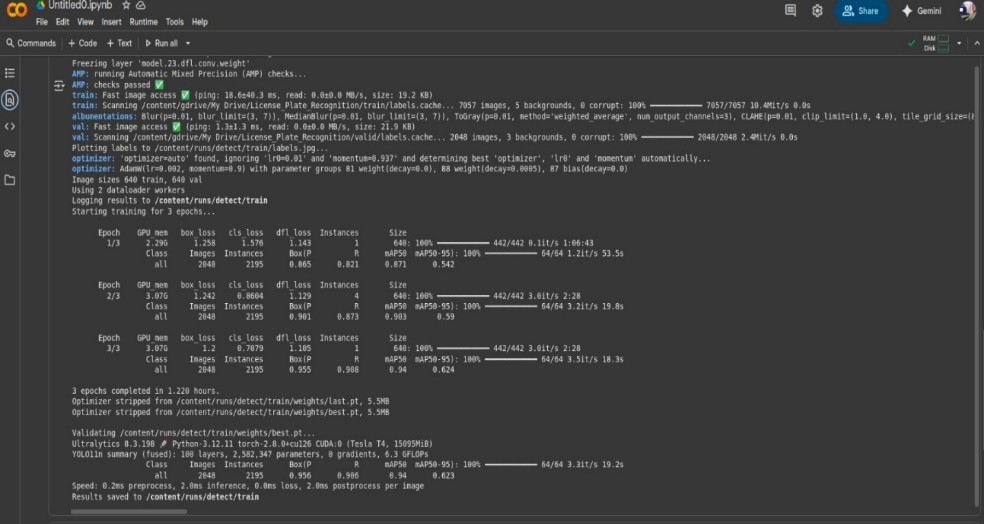 Untitled0.ipynb
File Edit View Insert Runtime Tools Help
Share
Gemini
Commands + Code + Text Run all
RAM
Disk
Freezing layer 'model.23.dfl.conv.weight'
AMP: running Automatic Mixed Precision (AMP) checks...
AMP: checks passed ✅
train: Fast image access ✅ (ping: 18.6±40.3 ms, read: 0.0±0.0 MB/s, size: 19.2 KB)
train: Scanning /content/gdrive/My Drive/License_Plate_Recognition/train/labels.cache... 7057 images, 5 backgrounds, 0 corrupt: 100% 7057/7057 10.4Mit/s 0.0s
albumentations: Blur(p=0.01, blur_limit=(3, 7)), MedianBlur(p=0.01, blur_limit=(3, 7)), ToGray(p=0.01, method='weighted_average', num_output_channels=3), CLAHE(p=0.01, clip_limit=(1.0, 4.0), tile_grid_size=(
val: Fast image access ✅ (ping: 1.3±1.3 ms, read: 0.0±0.0 MB/s, size: 21.9 KB)
val: Scanning /content/gdrive/My Drive/License_Plate_Recognition/valid/labels.cache... 2048 images, 3 backgrounds, 0 corrupt: 100% 2048/2048 2.4Mit/s 0.0s
Plotting labels to /content/runs/detect/train/labels.jpg...
optimizer: 'optimizer=auto' found, ignoring 'lr0=0.01' and 'momentum=0.937' and determining best 'optimizer', 'lr0' and 'momentum' automatically...
optimizer: AdamW(lr=0.002, momentum=0.9) with parameter groups 81 weight(decay=0.0), 88 weight(decay=0.0005), 87 bias(decay=0.0)
Image sizes 640 train, 640 val
Using 2 dataloader workers
Logging results to /content/runs/detect/train
Starting training for 3 epochs...
Epoch GPU_mem box_loss cls_loss dfl_loss Instances Size
1/3 2.29G 1.258 1.576 1.143 1 640: 100% 442/442 0.1it/s 1:06:43
Class Images Instances Box(P R mAP50 mAP50-95): 100% 64/64 1.2it/s 53.5s
all 2048 2195 0.865 0.821 0.871 0.542
Epoch GPU_mem box_loss cls_loss dfl_loss Instances Size
2/3 3.07G 1.242 0.8604 1.129 4 640: 100% 442/442 3.0it/s 2:28
Class Images Instances Box(P R mAP50 mAP50-95): 100% 64/64 3.2it/s 19.8s
all 2048 2195 0.901 0.873 0.903 0.59
Epoch GPU_mem box_loss cls_loss dfl_loss Instances Size
3/3 3.07G 1.2 0.7079 1.105 1 640: 100% 442/442 3.0it/s 2:28
Class Images Instances Box(P R mAP50 mAP50-95): 100% 64/64 3.5it/s 18.3s
all 2048 2195 0.955 0.908 0.94 0.624
3 epochs completed in 1.220 hours.
Optimizer stripped from /content/runs/detect/train/weights/last.pt, 5.5MB
Optimizer stripped from /content/runs/detect/train/weights/best.pt, 5.5MB
Validating /content/runs/detect/train/weights/best.pt...
Ultralytics 8.3.198 🚀 Python-3.12.11 torch-2.8.0+cu126 CUDA:0 (Tesla T4, 15095MiB)
YOLO11n summary (fused): 100 layers, 2,582,347 parameters, 0 gradients, 6.3 GFLOPs
Class Images Instances Box(P R mAP50 mAP50-95): 100% 64/64 3.3it/s 19.2s
all 2048 2195 0.956 0.906 0.94 0.623
Speed: 0.2ms preprocess, 2.0ms inference, 0.0ms loss, 2.0ms postprocess per image
Results saved to /content/runs/detect/train